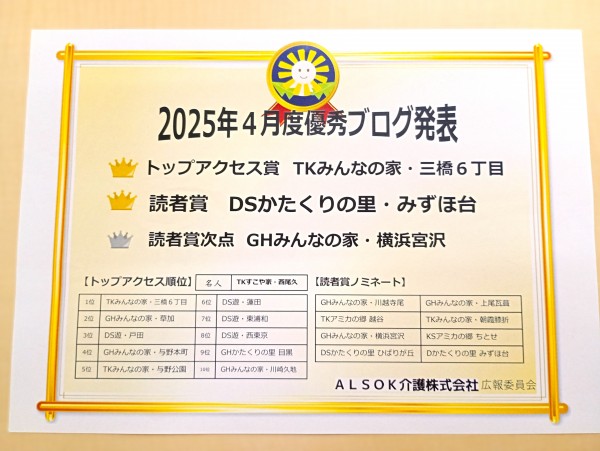 2025年４月度優秀ブログ発表
トップアクセス賞 TKみんなの家・三橋６丁目
読者賞 DSかたくりの里・みずほ台
読者賞次点 GHみんなの家・横浜宮沢
【トップアクセス順位】 名人 TKすこや家・西尾久
【読者賞ノミネート】
1位 TKみんなの家・三橋６丁目 6位 DS遊・蓮田
2位 GHみんなの家・草加 7位 DS遊・東浦和
3位 DS遊・戸田 8位 DS遊・西東京
4位 GHみんなの家・与野本町 9位 GHかたくりの里 目黒
5位 TKみんなの家・与野公園 10位 GHみんなの家・川崎久地
GHみんなの家・川越寺尾 GHみんなの家・上尾瓦葺
TKアミカの郷 越谷 TKみんなの家・朝霞膝折
GHみんなの家・横浜宮沢 KSアミカの郷 ちとせ
DSかたくりの里 ひばりが丘 Dかたくりの里 みずほ台
ＡＬＳＯＫ介護株式会社 広報委員会